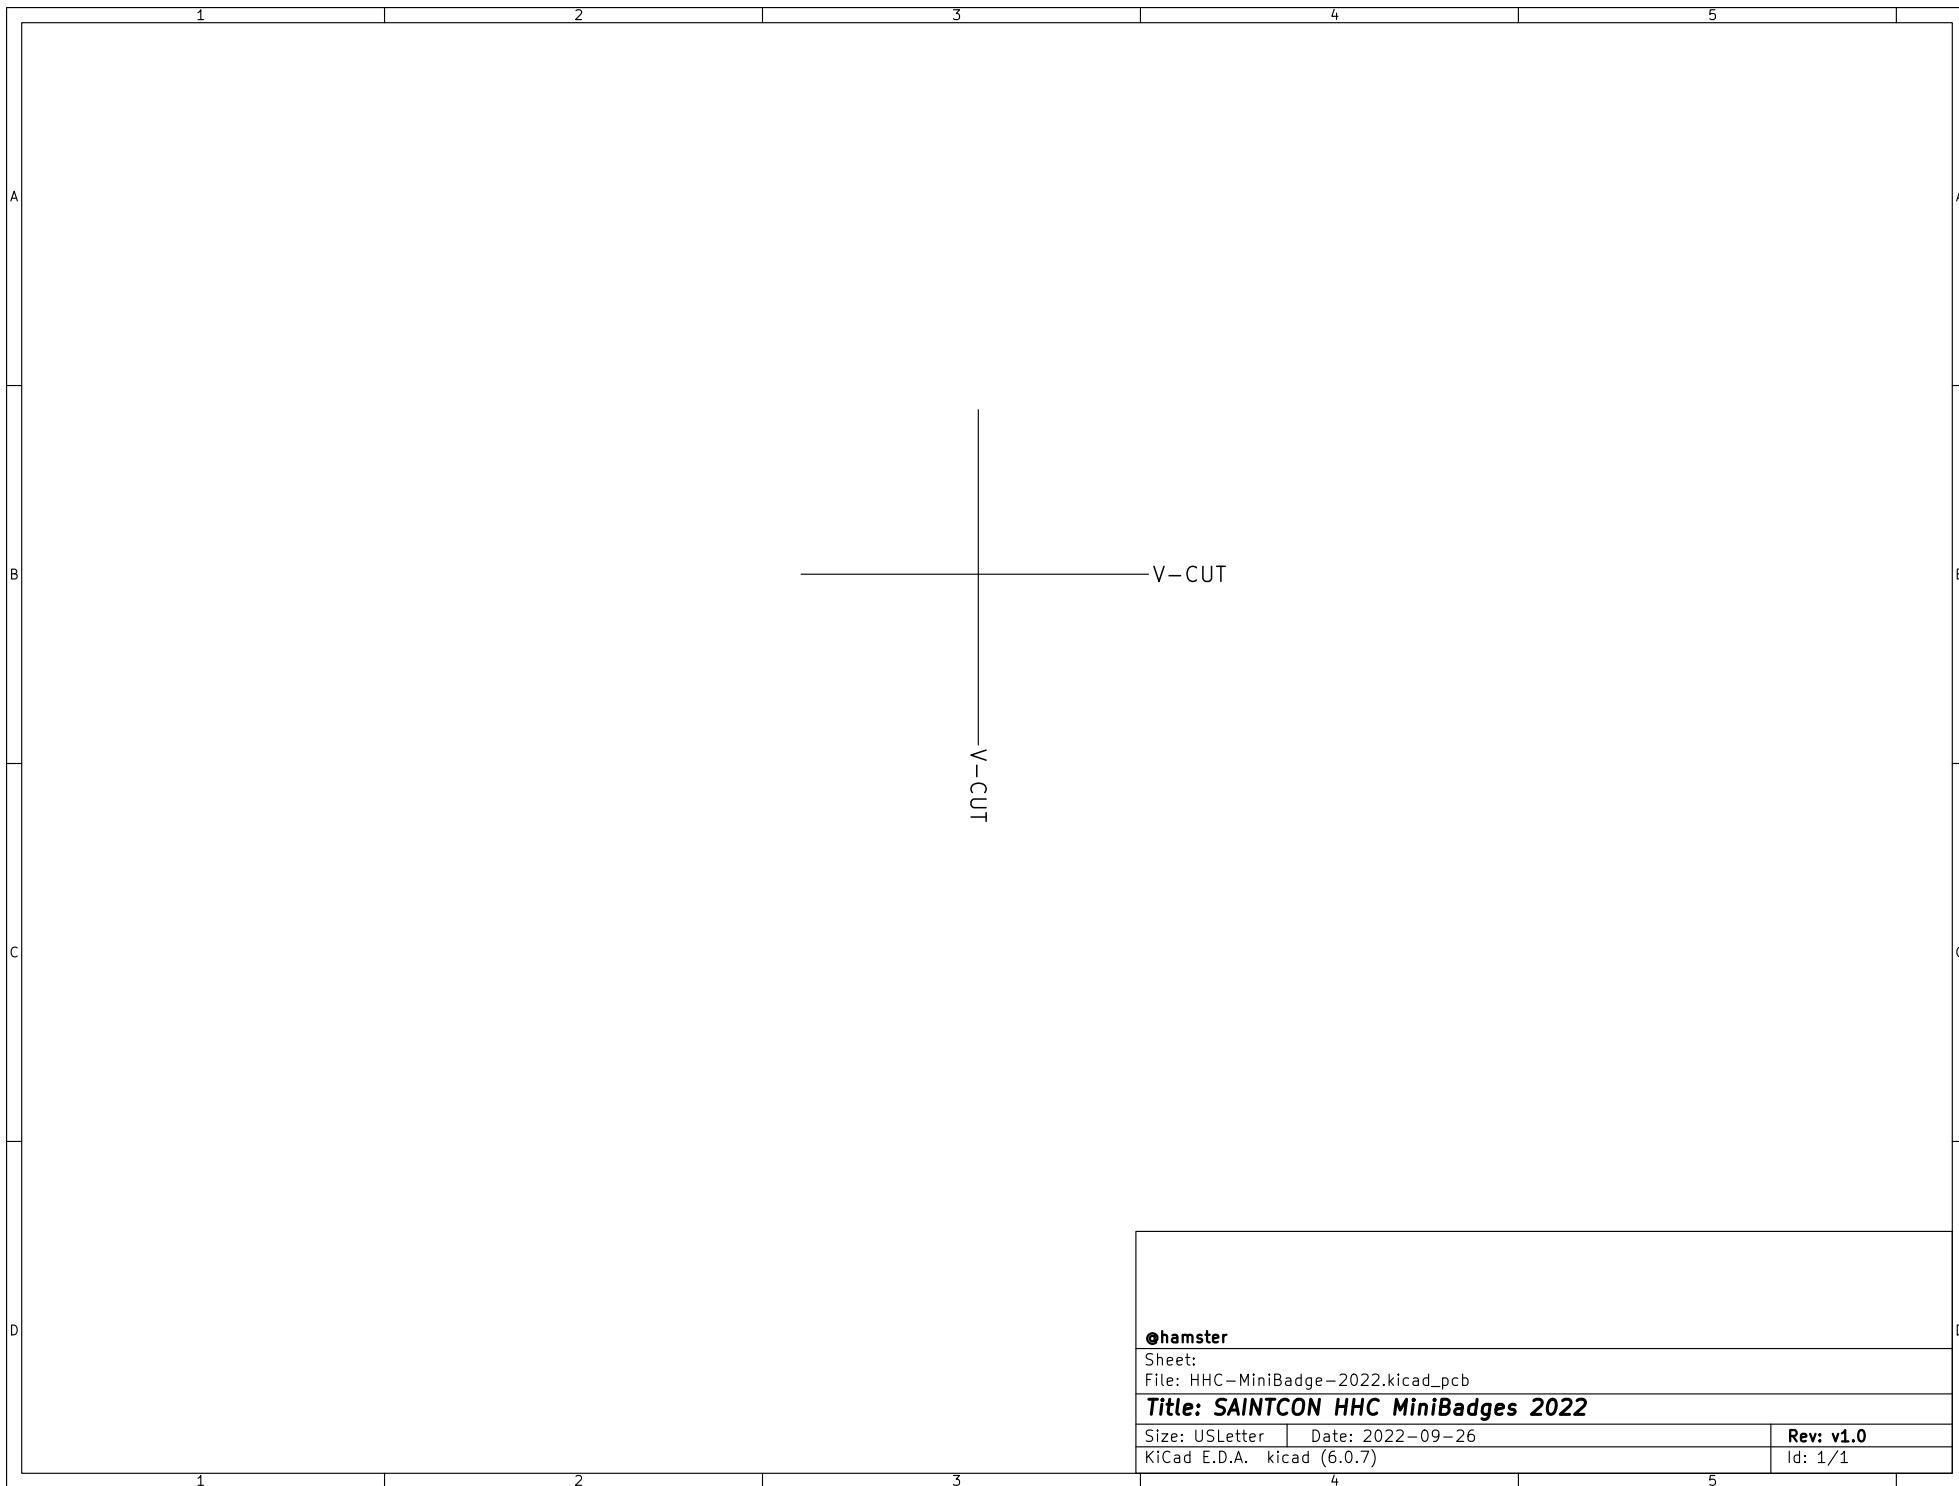 1 2 3 4 5
A A
B B
V-CUT
V-CUT
C C
D D
@hamster
Sheet:
File: HHC-MiniBadge-2022.kicad_pcb
Title: SAINTCON HHC MiniBadges 2022
Size: USLetter Date: 2022-09-26 Rev: v1.0
KiCad E.D.A. kicad (6.0.7) Id: 1/1
1 2 3 4 5